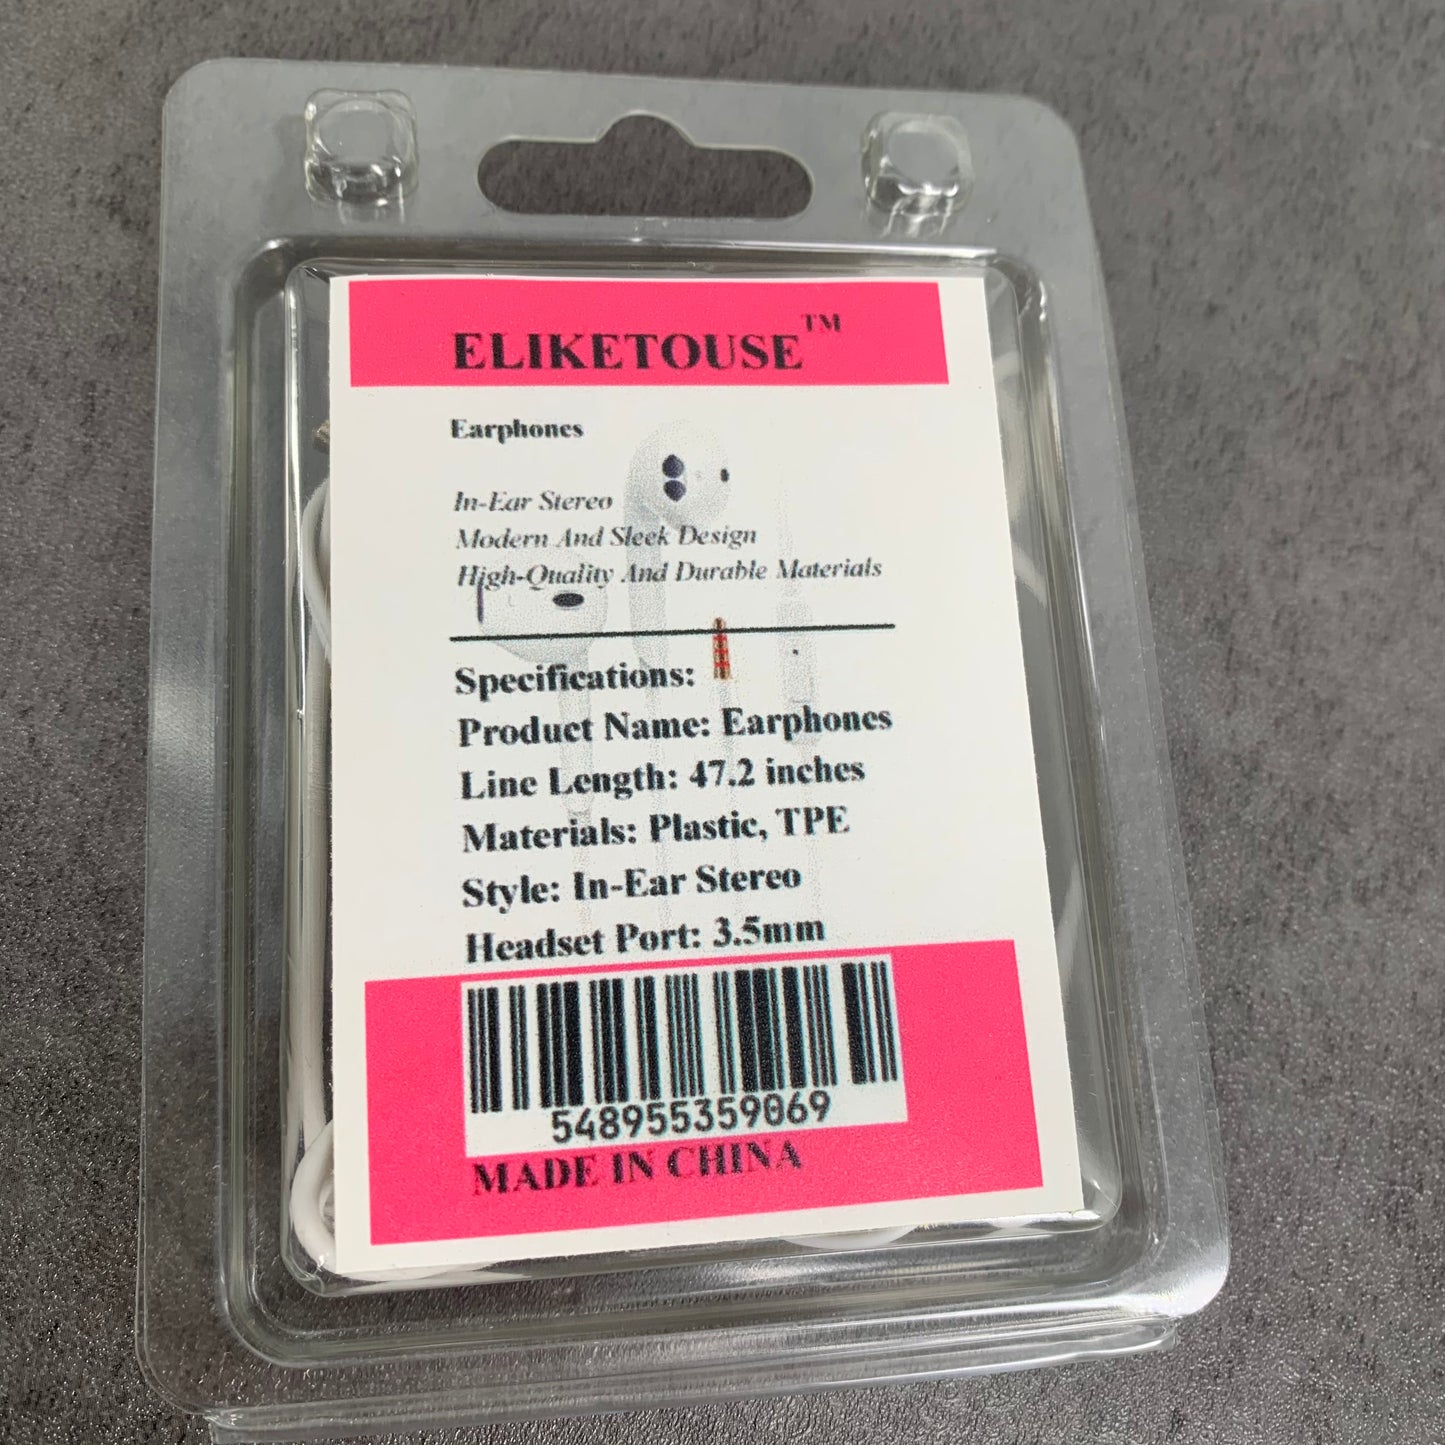 ELIKETOUSE™
Earphones
In-Ear Stereo
Modern And Sleek Design
High-Quality And Durable Materials
Specifications:
Product Name: Earphones
Line Length: 47.2 inches
Materials: Plastic, TPE
Style: In-Ear Stereo
Headset Port: 3.5mm
548955359069
MADE IN CHINA